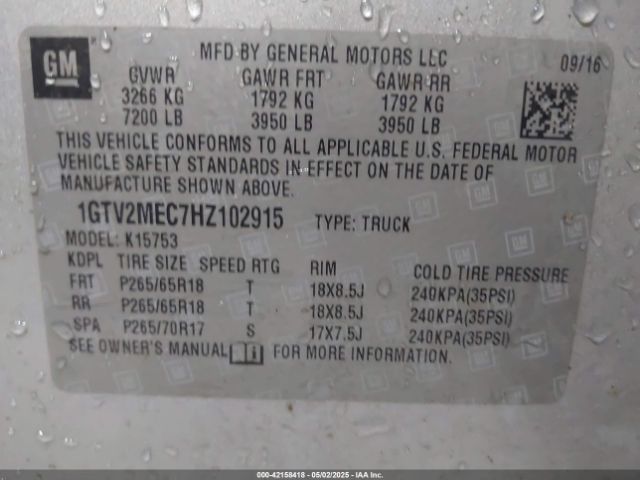 GM
MFD BY GENERAL MOTORS LLC
09/16
GVWR GAWR FRT GAWR RR
3266 KG 1792 KG 1792 KG
7200 LB 3950 LB 3950 LB
THIS VEHICLE CONFORMS TO ALL APPLICABLE U.S. FEDERAL MOTOR
VEHICLE SAFETY STANDARDS IN EFFECT ON THE DATE OF
MANUFACTURE SHOWN ABOVE.
1GTV2MEC7HZ102915 TYPE: TRUCK
MODEL: K15753
KDPL TIRE SIZE SPEED RTG RIM COLD TIRE PRESSURE
FRT P265/65R18 T 18X8.5J 240KPA(35PSI)
RR P265/65R18 T 18X8.5J 240KPA(35PSI)
SPA P265/70R17 S 17X7.5J 240KPA(35PSI)
SEE OWNER'S MANUAL FOR MORE INFORMATION.
000-42158418 - 05/02/2025 - IAAI, Inc.